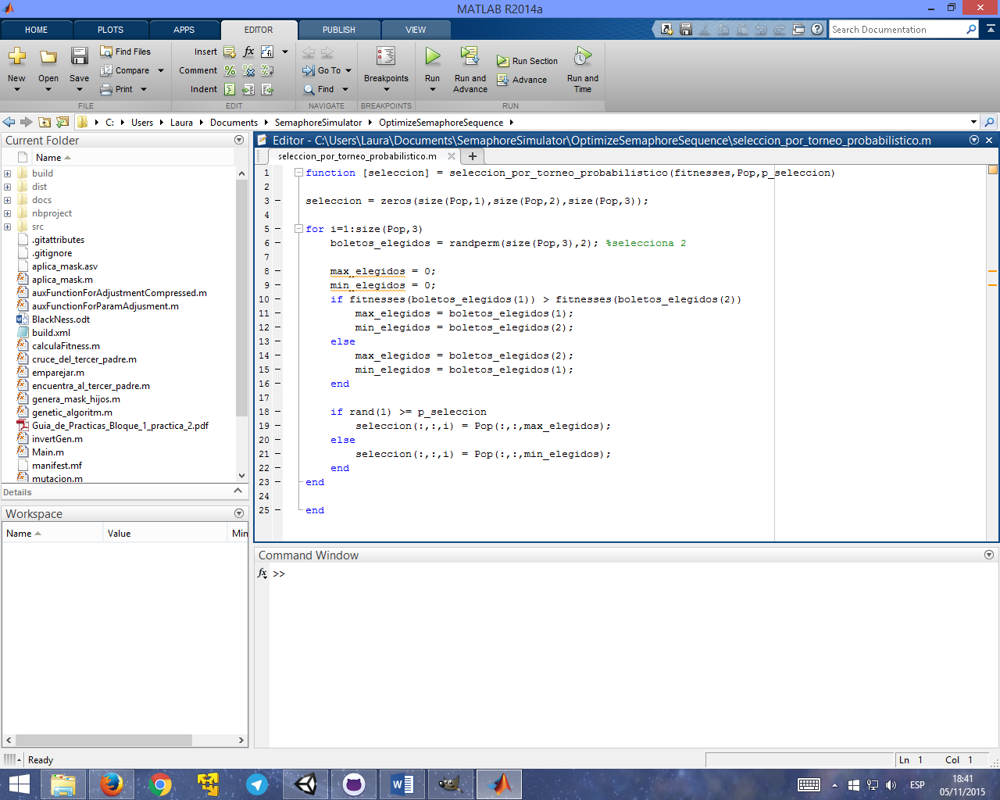 MATLAB R2014a
HOME PLOTS APPS EDITOR PUBLISH VIEW
Search Documentation
New Open Save Find Files Compare Print
Insert Comment Indent
Go To Find
Breakpoints Run Run and Advance Run Section Advance Run and Time
FILE EDIT NAVIGATE BREAKPOINTS RUN
C: Users Laura Documents SemaphoreSimulator OptimizeSemaphoreSequence
Current Folder
Name
build
dist
docs
nbproject
src
.gitattributes
.gitignore
aplica_mask.asv
aplica_mask.m
auxFunctionForAdjustmentCompressed.m
auxFunctionForParamAdjusment.m
BlackNess.odt
build.xml
calculaFitness.m
cruce_del_tercer_padre.m
emparejar.m
encuentra_al_tercer_padre.m
genera_mask_hijos.m
genetic_algoritm.m
Guia_de_Practicas_Bloque_1_practica_2.pdf
invertGen.m
Main.m
manifest.mf
mutacion.m
Details
Workspace
Name Value Min
Editor - C:\Users\Laura\Documents\SemaphoreSimulator\OptimizeSemaphoreSequence\seleccion_por_torneo_probabilistico.m
seleccion_por_torneo_probabilistico.m
1 function [seleccion] = seleccion_por_torneo_probabilistico(fitnesses,Pop,p_seleccion)
2
3 seleccion = zeros(size(Pop,1),size(Pop,2),size(Pop,3));
4
5 for i=1:size(Pop,3)
6 boletos_elegidos = randperm(size(Pop,3),2); %selecciona 2
7
8 max_elegidos = 0;
9 min_elegidos = 0;
10 if fitnesses(boletos_elegidos(1)) > fitnesses(boletos_elegidos(2))
11 max_elegidos = boletos_elegidos(1);
12 min_elegidos = boletos_elegidos(2);
13 else
14 max_elegidos = boletos_elegidos(2);
15 min_elegidos = boletos_elegidos(1);
16 end
17
18 if rand(1) >= p_seleccion
19 seleccion(:,:,i) = Pop(:,:,max_elegidos);
20 else
21 seleccion(:,:,i) = Pop(:,:,min_elegidos);
22 end
23 end
24
25 end
Command Window
fx >>
Ready
Ln 1 Col 1
ESP
18:41
05/11/2015